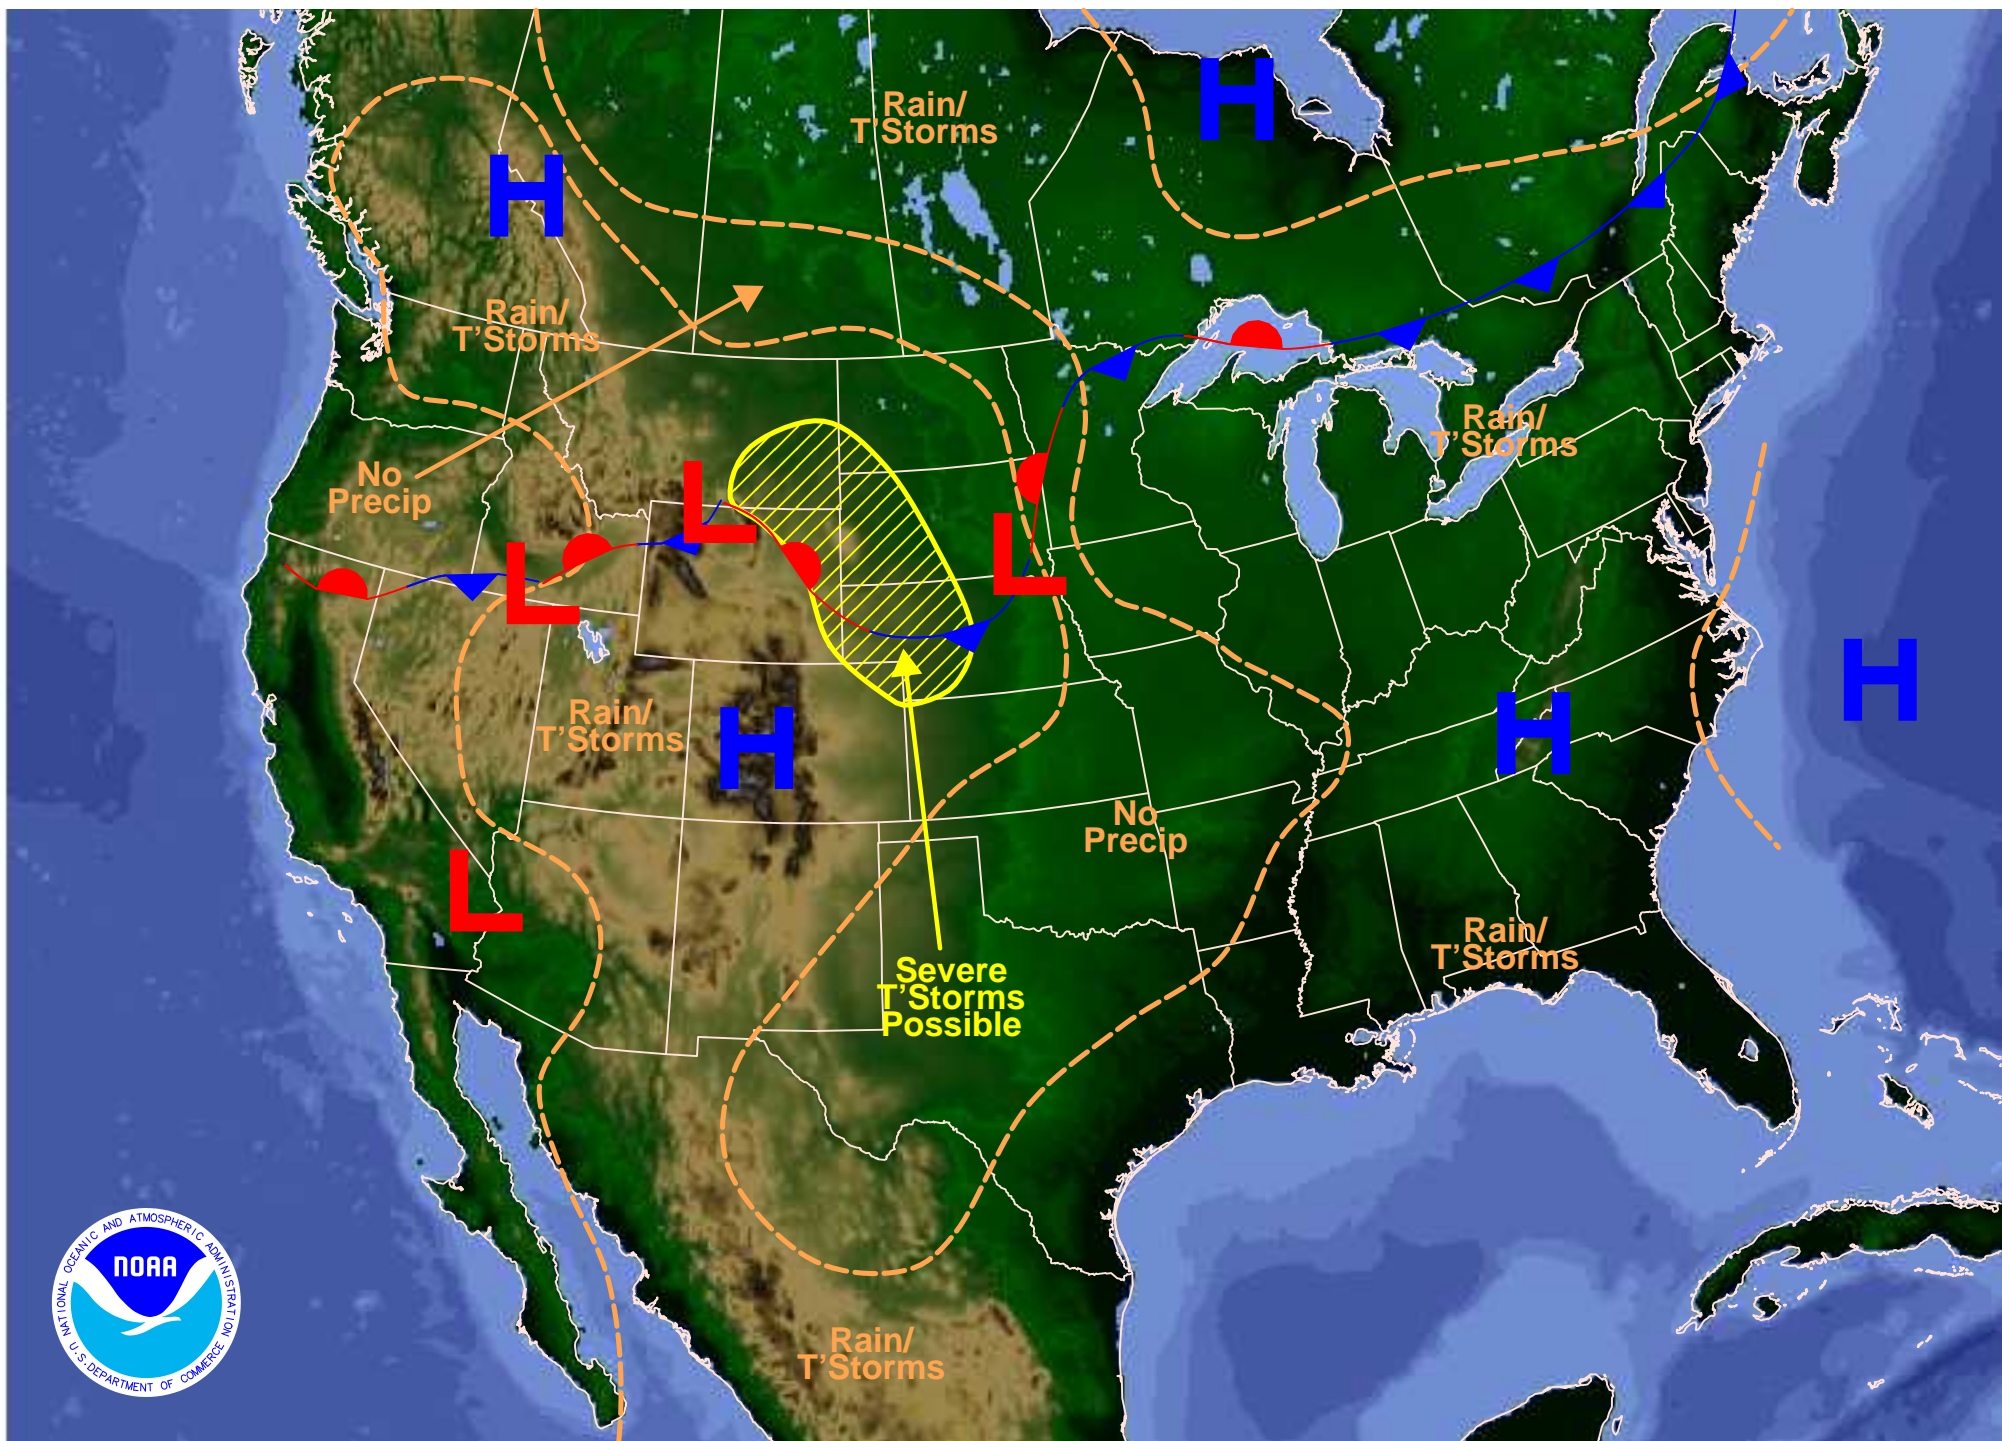 H
Rain/
T'Storms
H
Rain/
T'Storms
No
Precip
Rain/
T'Storms
L
L
L
H
Rain/
T'Storms
H
H
No
Precip
L
Rain/
T'Storms
Severe
T'Storms
Possible
Rain/
T'Storms
NATIONAL OCEANIC AND ATMOSPHERIC ADMINISTRATION
NOAA
U.S. DEPARTMENT OF COMMERCE